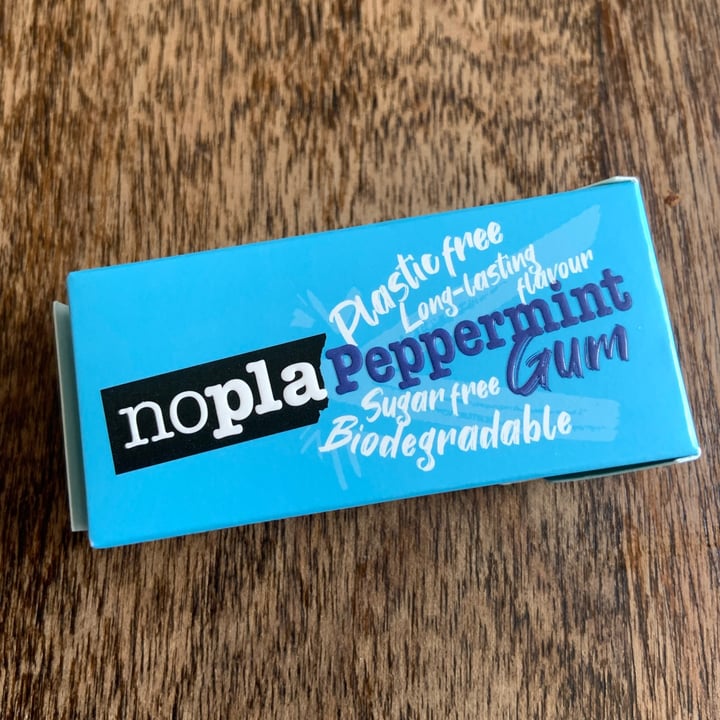 Plastic free
Long-lasting
flavour
nopla
Peppermint
Gum
Sugar free
Biodegradable